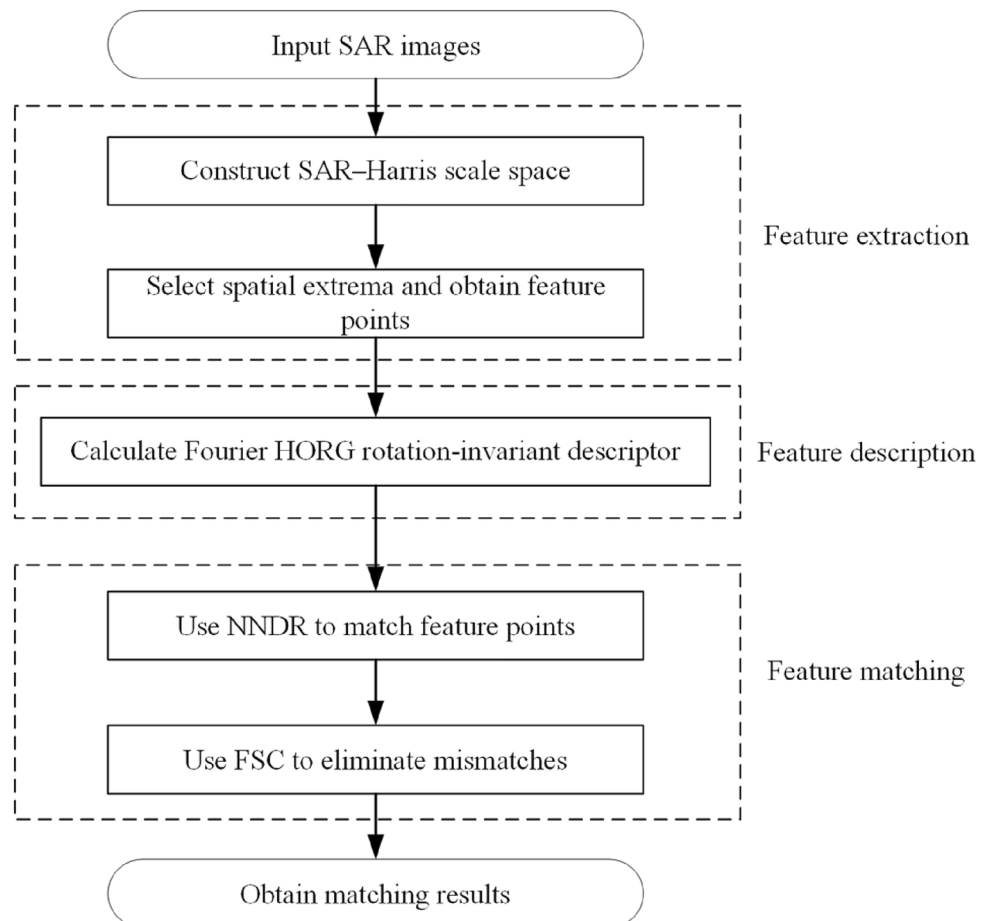 Input SAR images
Construct SAR–Harris scale space
Feature extraction
Select spatial extrema and obtain feature
points
Calculate Fourier HORG rotation-invariant descriptor
Feature description
Use NNDR to match feature points
Feature matching
Use FSC to eliminate mismatches
Obtain matching results